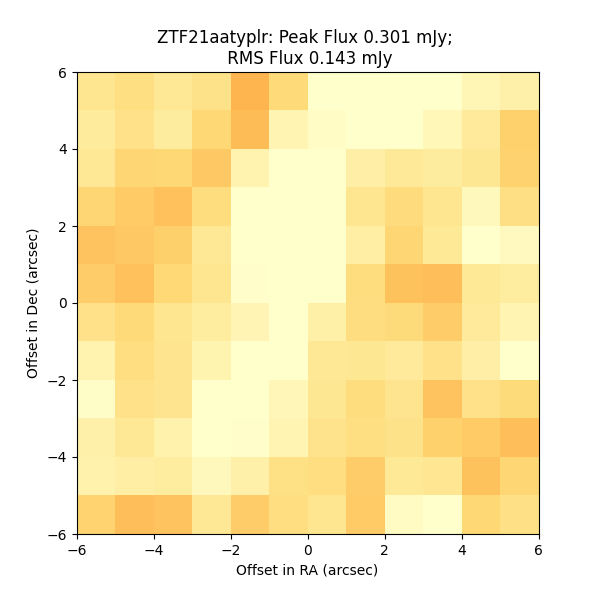 ZTF21aatyplr: Peak Flux 0.301 mJy;
RMS Flux 0.143 mJy
6
4
2
0
−2
−4
−6
Offset in Dec (arcsec)
−6 −4 −2 0 2 4 6
Offset in RA (arcsec)